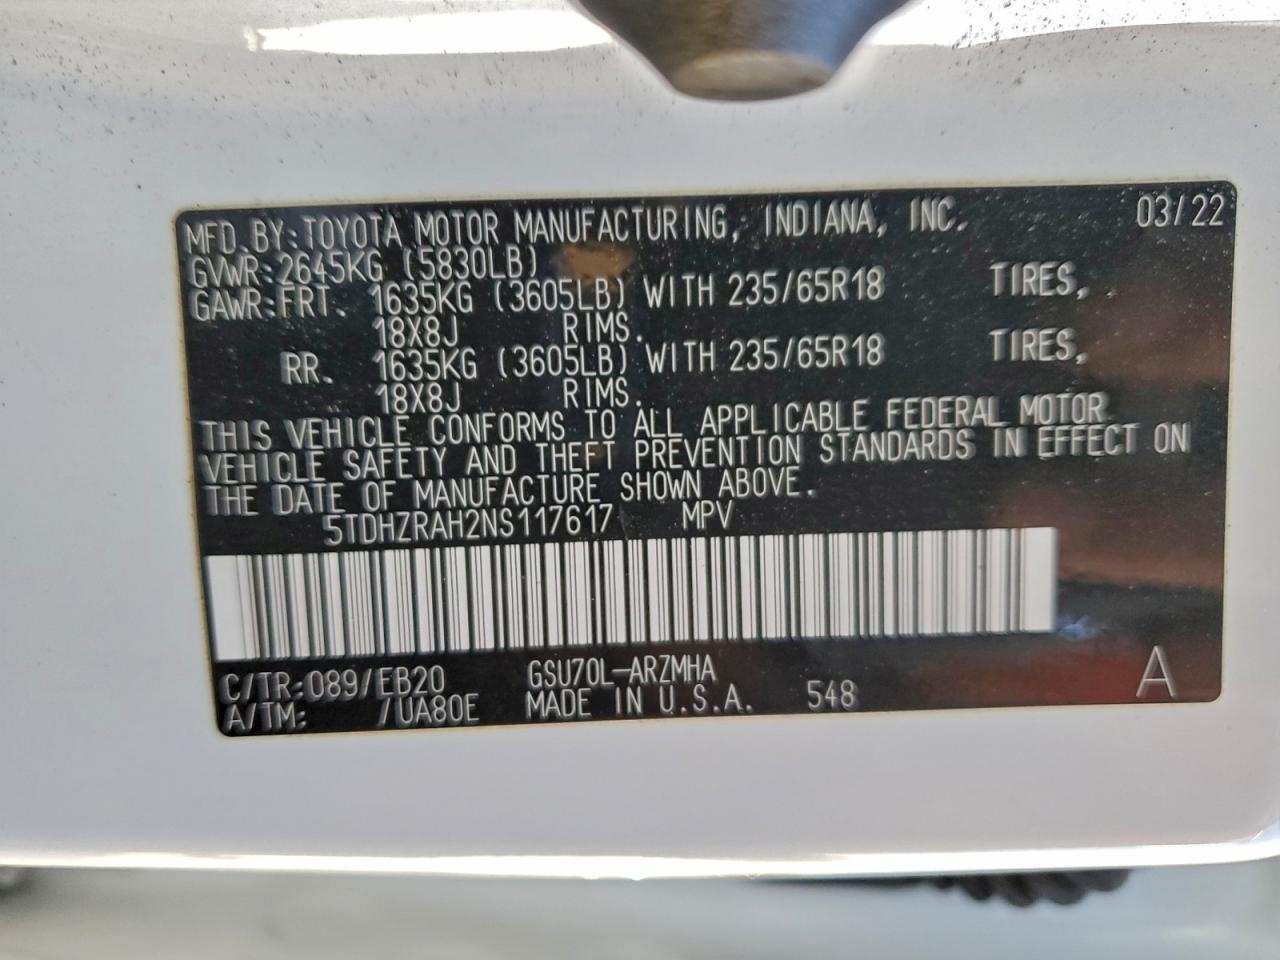 MFD.BY:TOYOTA MOTOR MANUFACTURING, INDIANA, INC. 03/22
GVWR:2645KG (5830LB)
GAWR:FRT. 1635KG (3605LB) WITH 235/65R18 TIRES,
18X8J RIMS.
RR. 1635KG (3605LB) WITH 235/65R18 TIRES,
18X8J RIMS.
THIS VEHICLE CONFORMS TO ALL APPLICABLE FEDERAL MOTOR
VEHICLE SAFETY AND THEFT PREVENTION STANDARDS IN EFFECT ON
THE DATE OF MANUFACTURE SHOWN ABOVE.
5TDHZRAH2NS117617 MPV
C/TR:089/EB20 GSU70L-ARZMHA
A/TM: /UA80E MADE IN U.S.A. 548 A